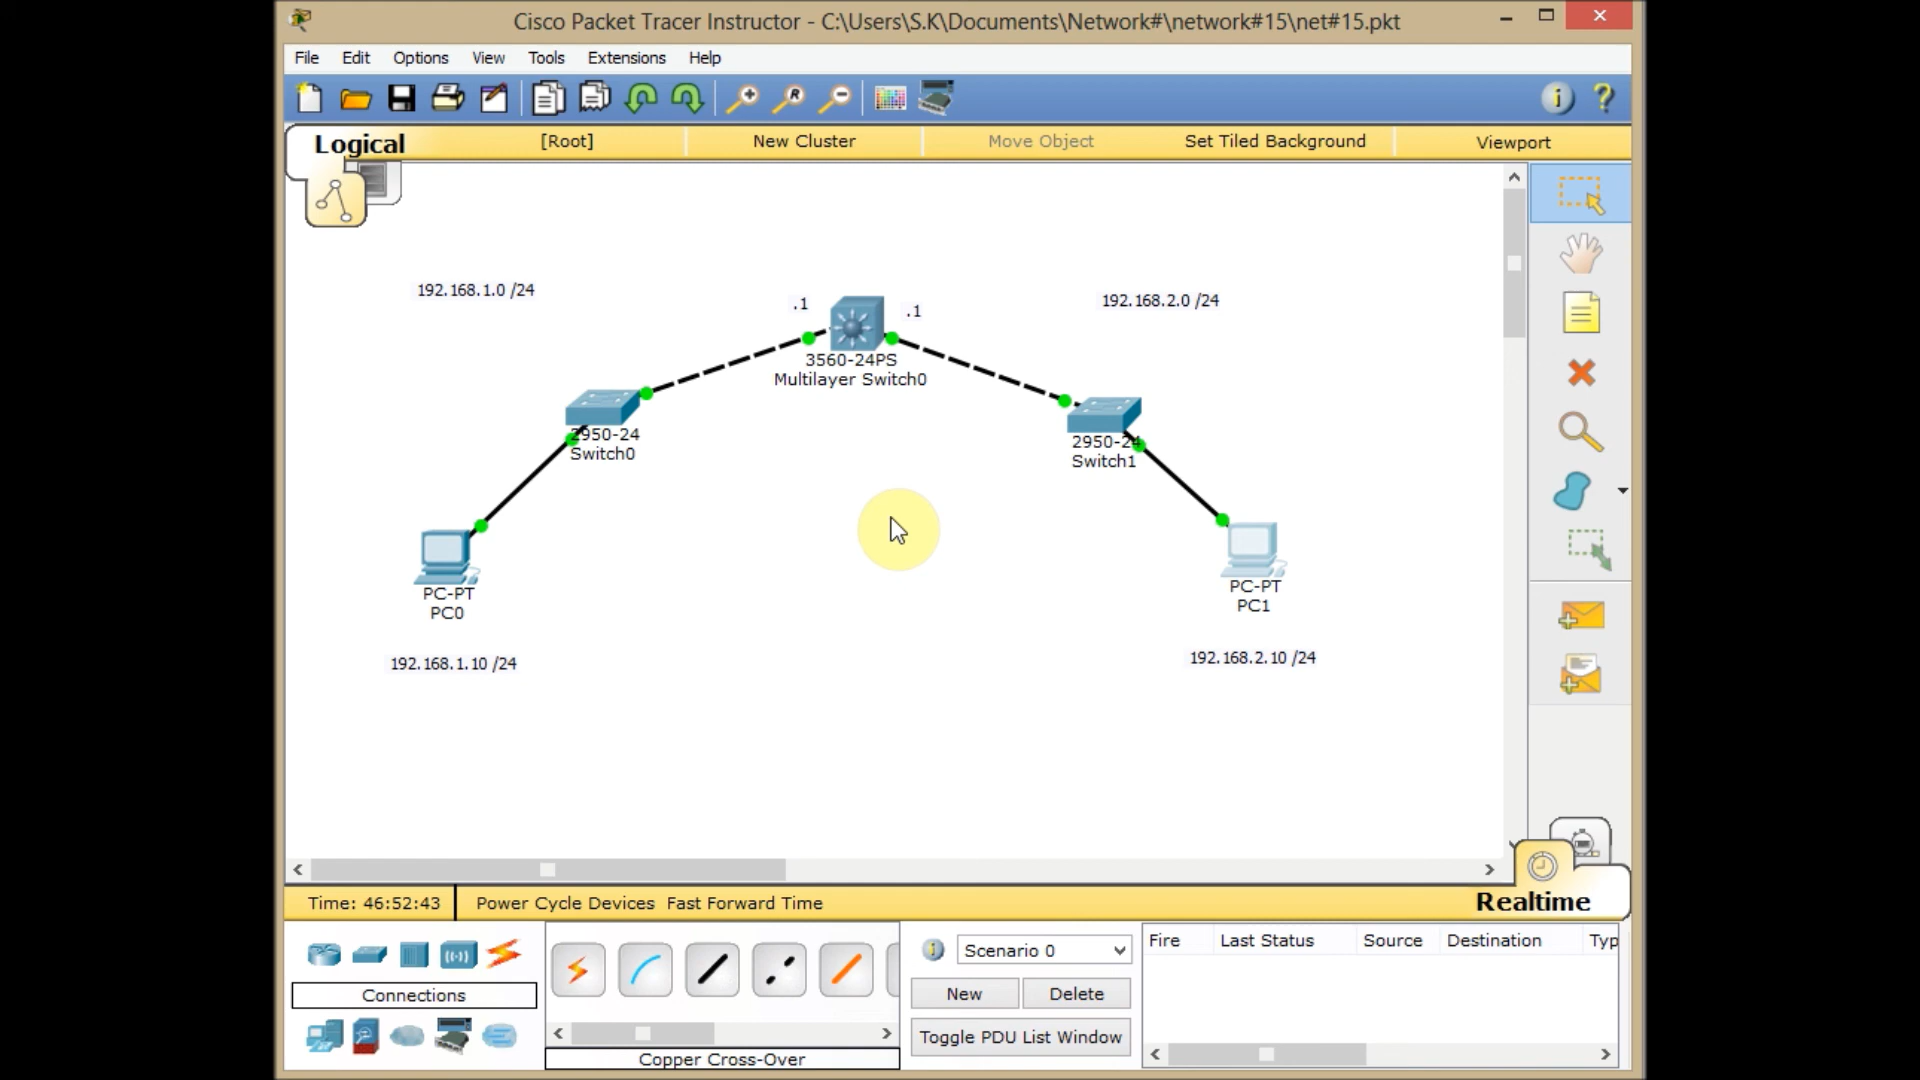 Cisco Packet Tracer Instructor - C:\Users\S.K\Documents\Network#\network#15\net#15.pkt
File Edit Options View Tools Extensions Help
Logical [Root] New Cluster Move Object Set Tiled Background Viewport
192.168.1.0 /24
.1
.1
192.168.2.0 /24
3560-24PS
Multilayer Switch0
2950-24
Switch0
2950-24
Switch1
PC-PT
PC0
PC-PT
PC1
192.168.1.10 /24
192.168.2.10 /24
Time: 46:52:43 Power Cycle Devices Fast Forward Time Realtime
Connections
Copper Cross-Over
Scenario 0
New Delete
Toggle PDU List Window
Fire Last Status Source Destination Typ